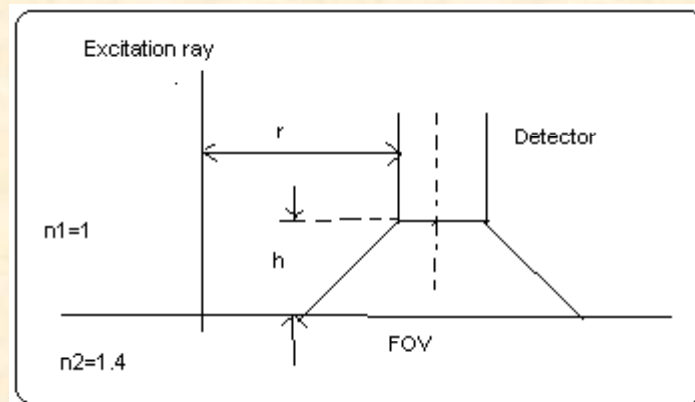 Excitation ray
r
Detector
n1=1
h
FOV
n2=1.4